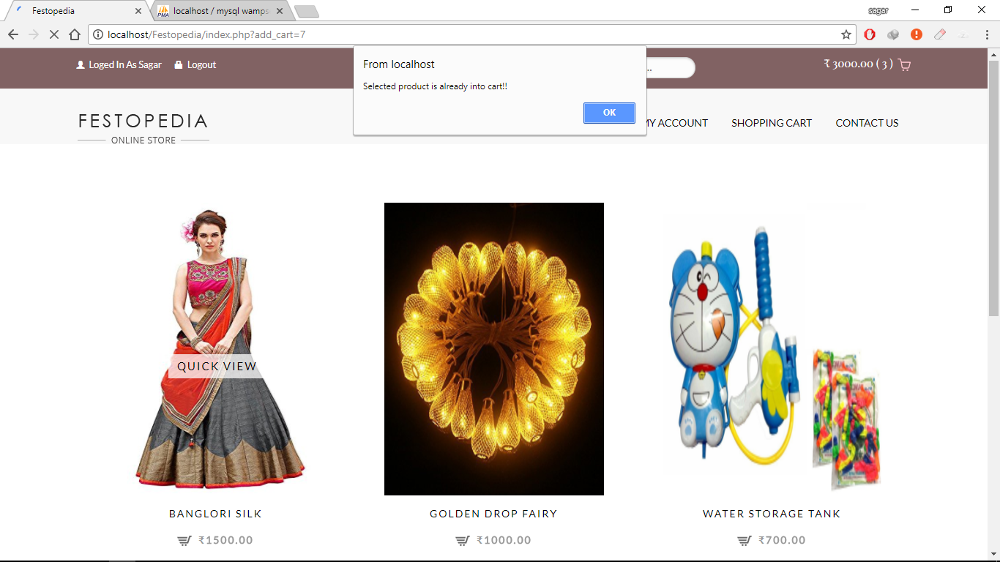 Festopedia
PMA localhost / mysql wamps
sagar
localhost/Festopedia/index.php?add_cart=7
Loged In As Sagar Logout
..
₹ 3000.00 ( 3 )
From localhost
Selected product is already into cart!!
OK
FESTOPEDIA
ONLINE STORE
MY ACCOUNT SHOPPING CART CONTACT US
QUICK VIEW
BANGLORI SILK
GOLDEN DROP FAIRY
WATER STORAGE TANK
₹1500.00
₹1000.00
₹700.00